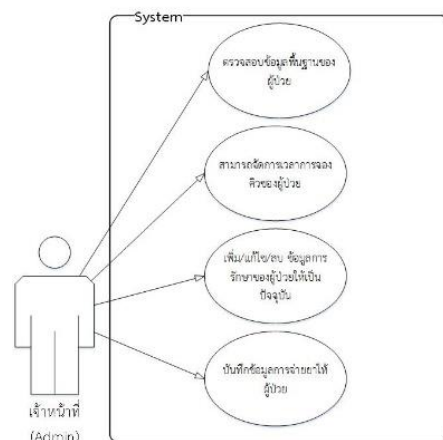 System
ตรวจสอบข้อมูลพื้นฐานของ
ผู้ป่วย
สามารถจัดการเวลาการจอง
คิวของผู้ป่วย
เพิ่ม/แก้ไข/ลบ ข้อมูลการ
รักษาของผู้ป่วยให้เป็น
ปัจจุบัน
บันทึกข้อมูลการจ่ายยาให้
ผู้ป่วย
เจ้าหน้าที่
(Admin)